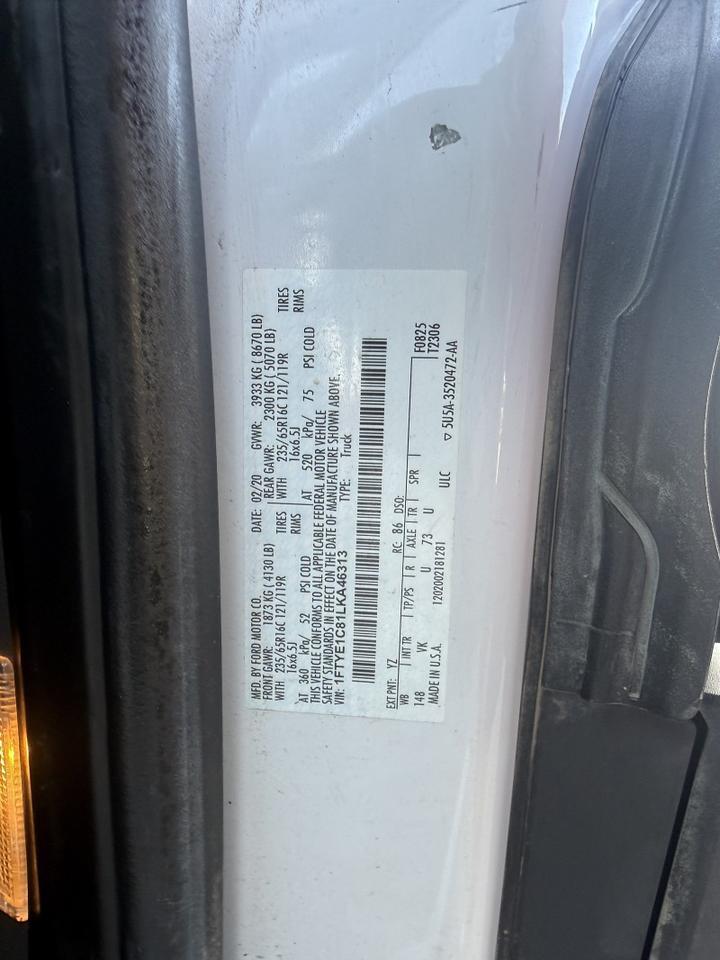 MFD. BY FORD MOTOR CO.
DATE: 02/20 GVWR: 3933 KG ( 8670 LB)
FRONT GAWR: 1873 KG ( 4130 LB) REAR GAWR: 2300 KG ( 5070 LB)
WITH 235/65R16C 121/119R TIRES WITH 235/65R16C 121/119R TIRES
16x6.5J RIMS 16x6.5J RIMS
AT 360 kPa/ 52 PSI COLD AT 520 kPa/ 75 PSI COLD
THIS VEHICLE CONFORMS TO ALL APPLICABLE FEDERAL MOTOR VEHICLE
SAFETY STANDARDS IN EFFECT ON THE DATE OF MANUFACTURE SHOWN ABOVE.
VIN: 1FTYE1C81LKA46313 TYPE: Truck
EXT PNT: YZ RC: 86 DSO: F0825
WB INT TR TP/PS R AXLE TR SPR T2306
148 VK U 73 U
MADE IN U.S.A. 1202002181281 ULC ▽ 5U5A-3520472-AA